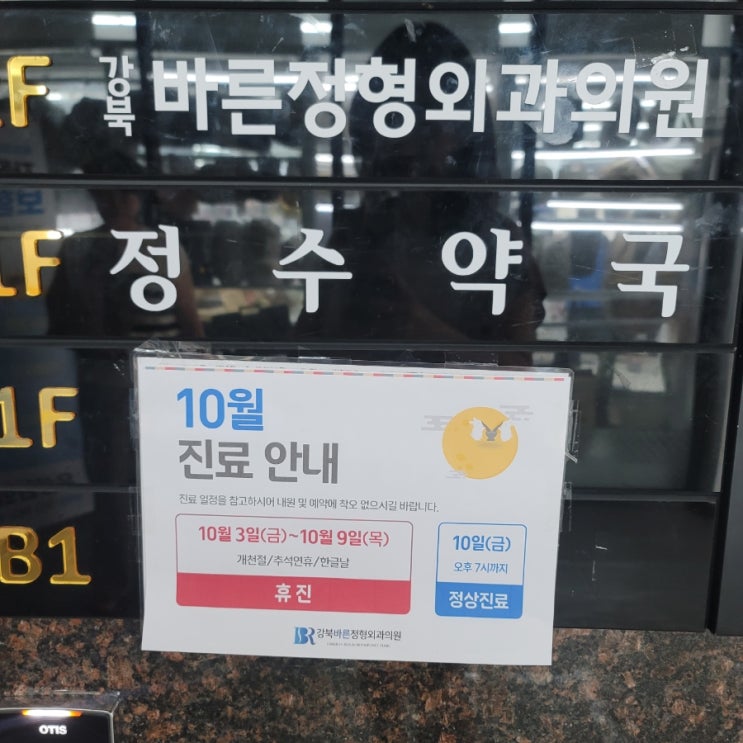 1F 강북 바른정형외과의원
1F 정수약국
1F
B1
10월
진료 안내
진료 일정을 참고하시어 내원 및 예약에 착오 없으시길 바랍니다.
10월 3일(금)~10월 9일(목)
개천절/추석연휴/한글날
휴진
10일(금)
오후 7시까지
정상진료
BR 강북바른정형외과의원
OTIS